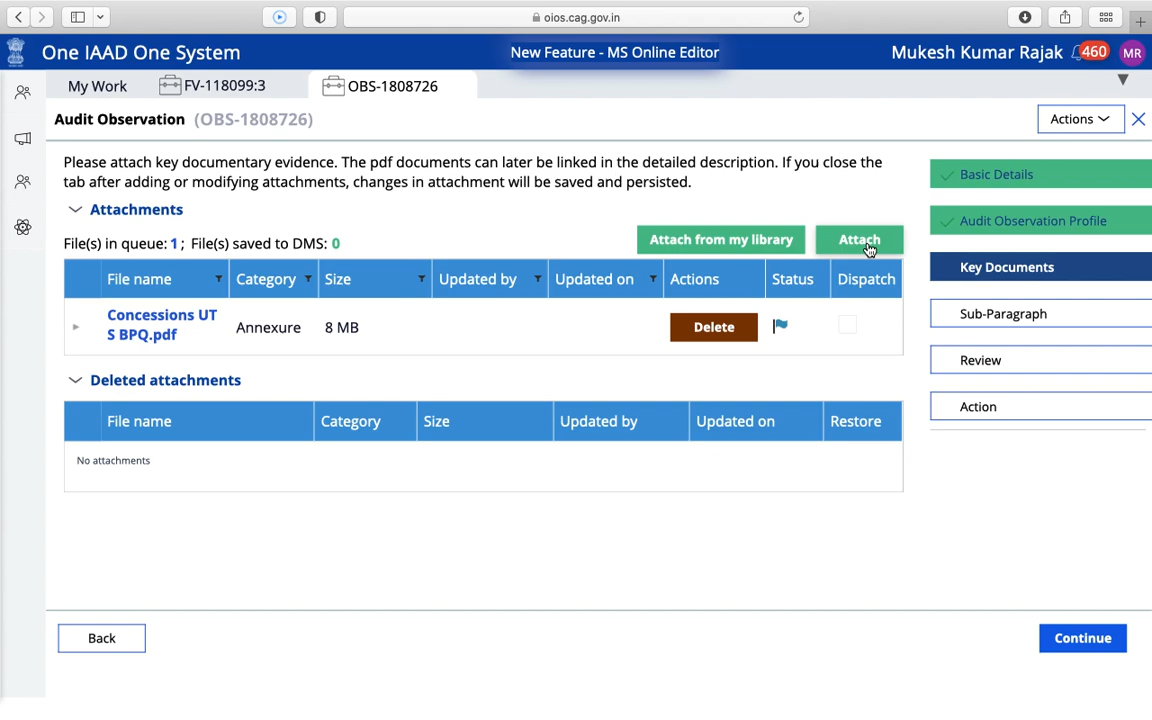 oios.cag.gov.in
One IAAD One System
New Feature - MS Online Editor
Mukesh Kumar Rajak
460
MR
My Work
FV-118099:3
OBS-1808726
Audit Observation (OBS-1808726)
Actions
Please attach key documentary evidence. The pdf documents can later be linked in the detailed description. If you close the
tab after adding or modifying attachments, changes in attachment will be saved and persisted.
Attachments
File(s) in queue: 1 ; File(s) saved to DMS: 0
Attach from my library
Attach
File name Category Size Updated by Updated on Actions Status Dispatch
Concessions UT
S BPQ.pdf
Annexure
8 MB
Delete
Deleted attachments
File name Category Size Updated by Updated on Restore
No attachments
Basic Details
Audit Observation Profile
Key Documents
Sub-Paragraph
Review
Action
Back
Continue